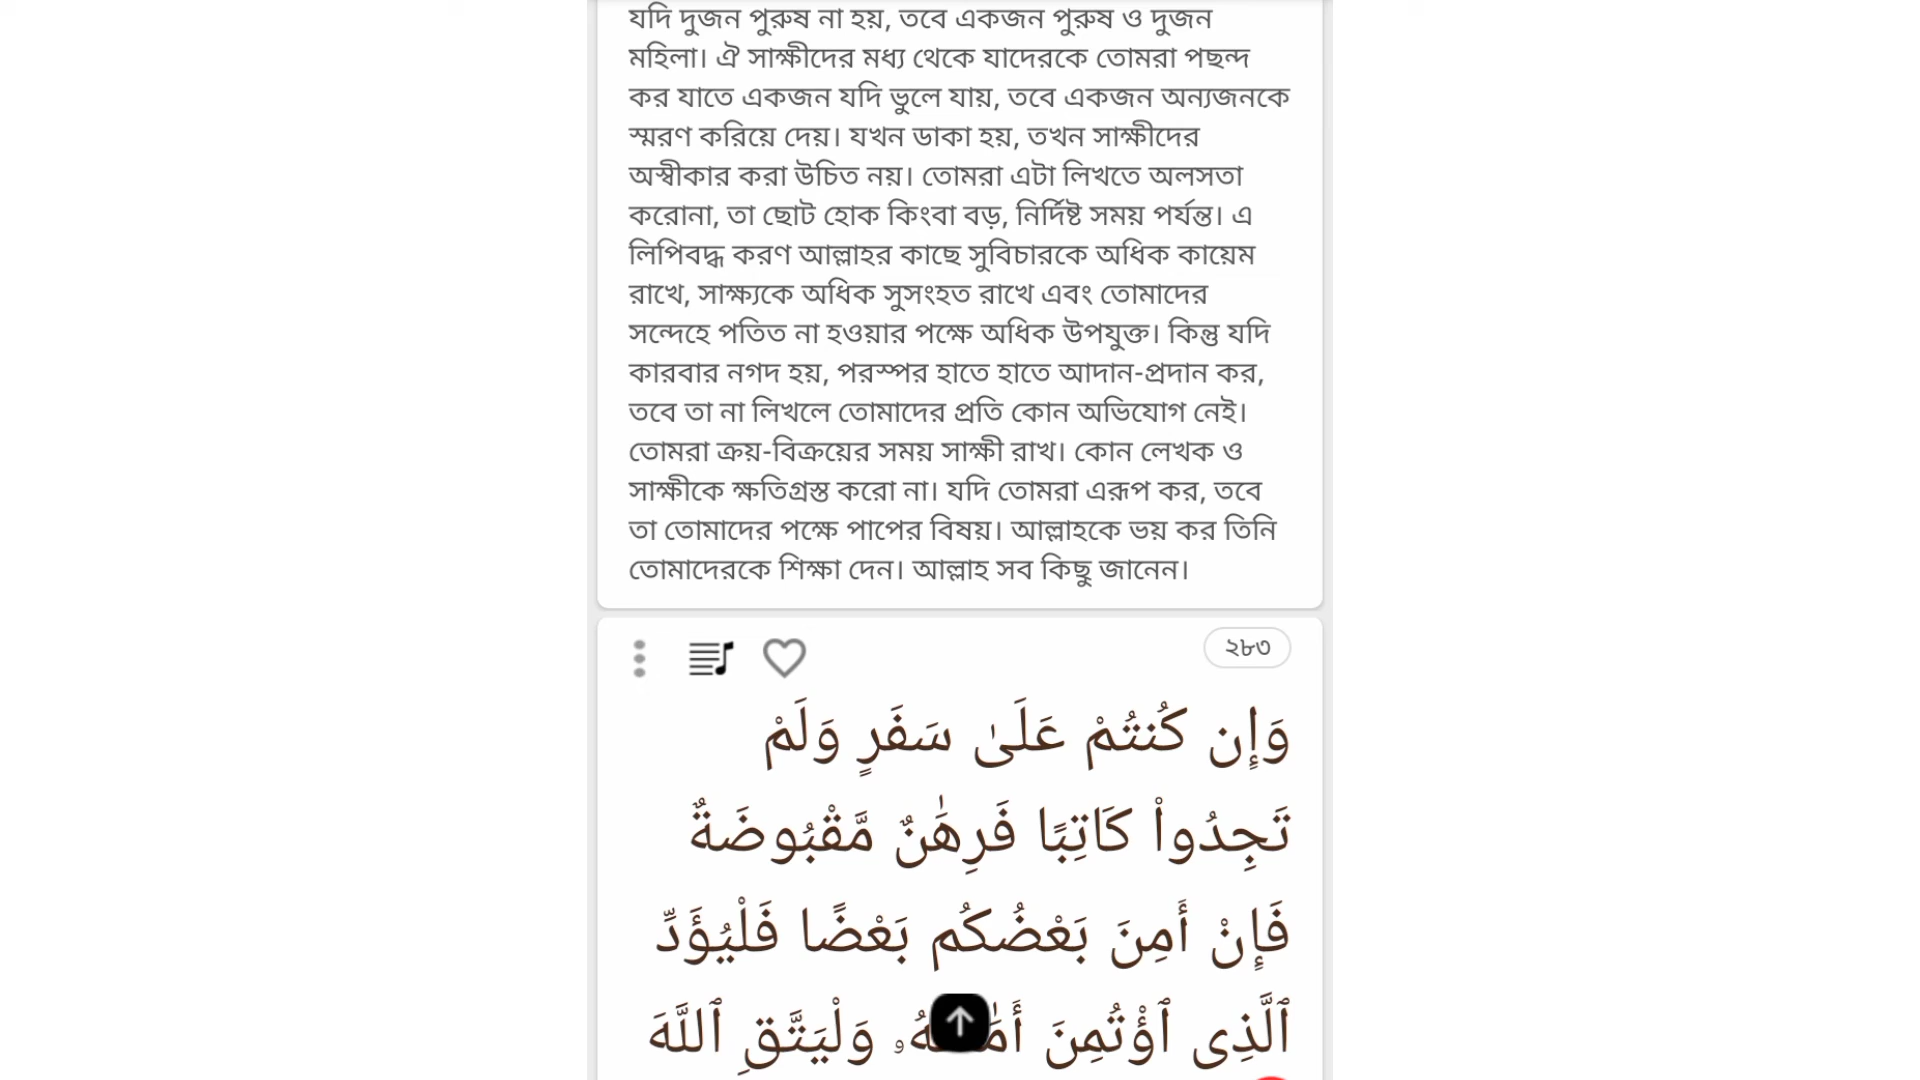 যদি দুজন পুরুষ না হয়, তবে একজন পুরুষ ও দুজন
মহিলা। ঐ সাক্ষীদের মধ্য থেকে যাদেরকে তোমরা পছন্দ
কর যাতে একজন যদি ভুলে যায়, তবে একজন অন্যজনকে
স্মরণ করিয়ে দেয়। যখন ডাকা হয়, তখন সাক্ষীদের
অস্বীকার করা উচিত নয়। তোমরা এটা লিখতে অলসতা
করোনা, তা ছোট হোক কিংবা বড়, নির্দিষ্ট সময় পর্যন্ত। এ
লিপিবদ্ধ করণ আল্লাহর কাছে সুবিচারকে অধিক কায়েম
রাখে, সাক্ষ্যকে অধিক সুসংহত রাখে এবং তোমাদের
সন্দেহে পতিত না হওয়ার পক্ষে অধিক উপযুক্ত। কিন্তু যদি
কারবার নগদ হয়, পরস্পর হাতে হাতে আদান-প্রদান কর,
তবে তা না লিখলে তোমাদের প্রতি কোন অভিযোগ নেই।
তোমরা ক্রয়-বিক্রয়ের সময় সাক্ষী রাখ। কোন লেখক ও
সাক্ষীকে ক্ষতিগ্রস্ত করো না। যদি তোমরা এরূপ কর, তবে
তা তোমাদের পক্ষে পাপের বিষয়। আল্লাহকে ভয় কর তিনি
তোমাদেরকে শিক্ষা দেন। আল্লাহ সব কিছু জানেন।
২৮৩
وَإِن كُنتُمْ عَلَىٰ سَفَرٍ وَلَمْ
تَجِدُوا۟ كَاتِبًا فَرِهَـٰنٌ مَّقْبُوضَةٌ
فَإِنْ أَمِنَ بَعْضُكُم بَعْضًا فَلْيُؤَدِّ
ٱلَّذِى ٱؤْتُمِنَ وَلْيَتَّقِ ٱللَّهَ